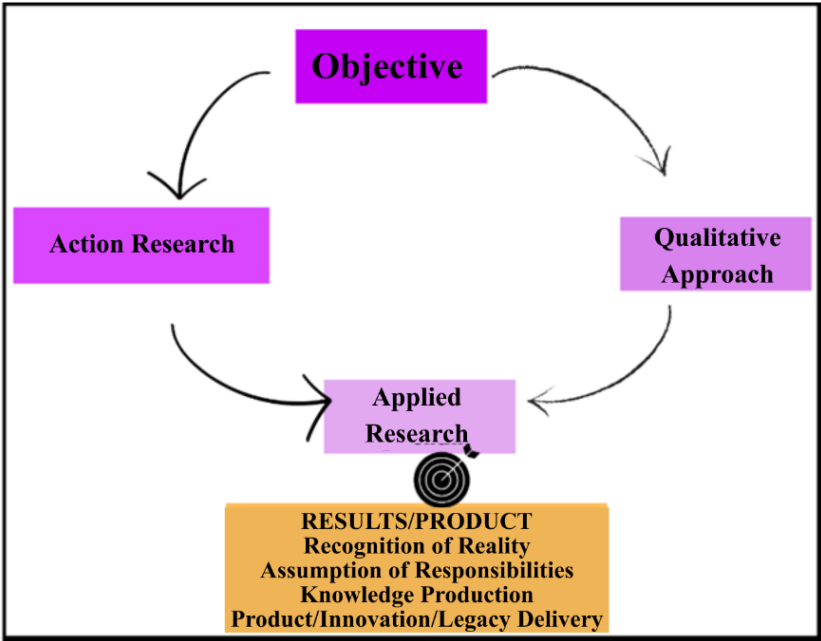 Objective
Action Research
Qualitative
Approach
Applied
Research
RESULTS/PRODUCT
Recognition of Reality
Assumption of Responsibilities
Knowledge Production
Product/Innovation/Legacy Delivery